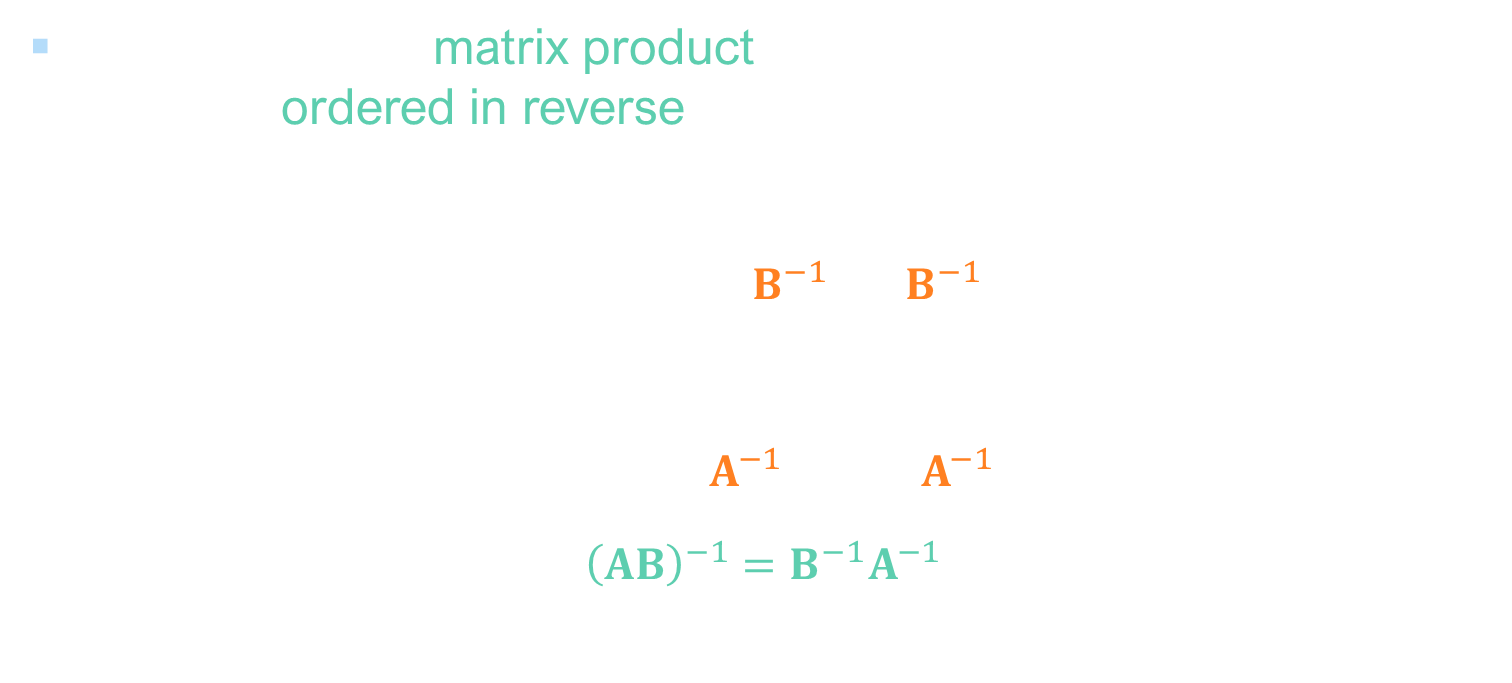 matrix product
ordered in reverse
B⁻¹ B⁻¹
A⁻¹ A⁻¹
(AB)⁻¹ = B⁻¹A⁻¹